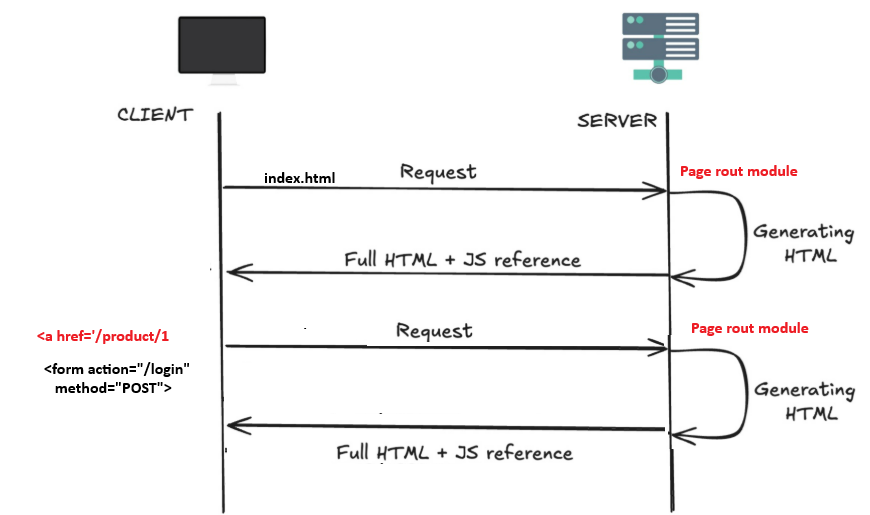 CLIENT
SERVER
index.html
Request
Page rout module
Generating
HTML
Full HTML + JS reference
<a href='/product/1
Request
Page rout module
<form action="/login"
method="POST">
Generating
HTML
Full HTML + JS reference